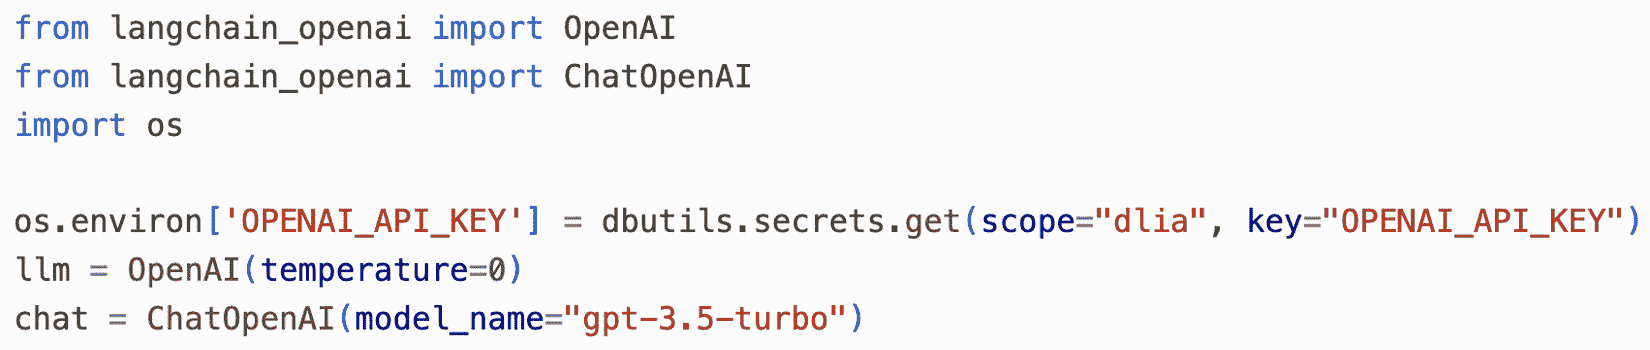 from langchain_openai import OpenAI
from langchain_openai import ChatOpenAI
import os
os.environ['OPENAI_API_KEY'] = dbutils.secrets.get(scope="dlia", key="OPENAI_API_KEY")
llm = OpenAI(temperature=0)
chat = ChatOpenAI(model_name="gpt-3.5-turbo")